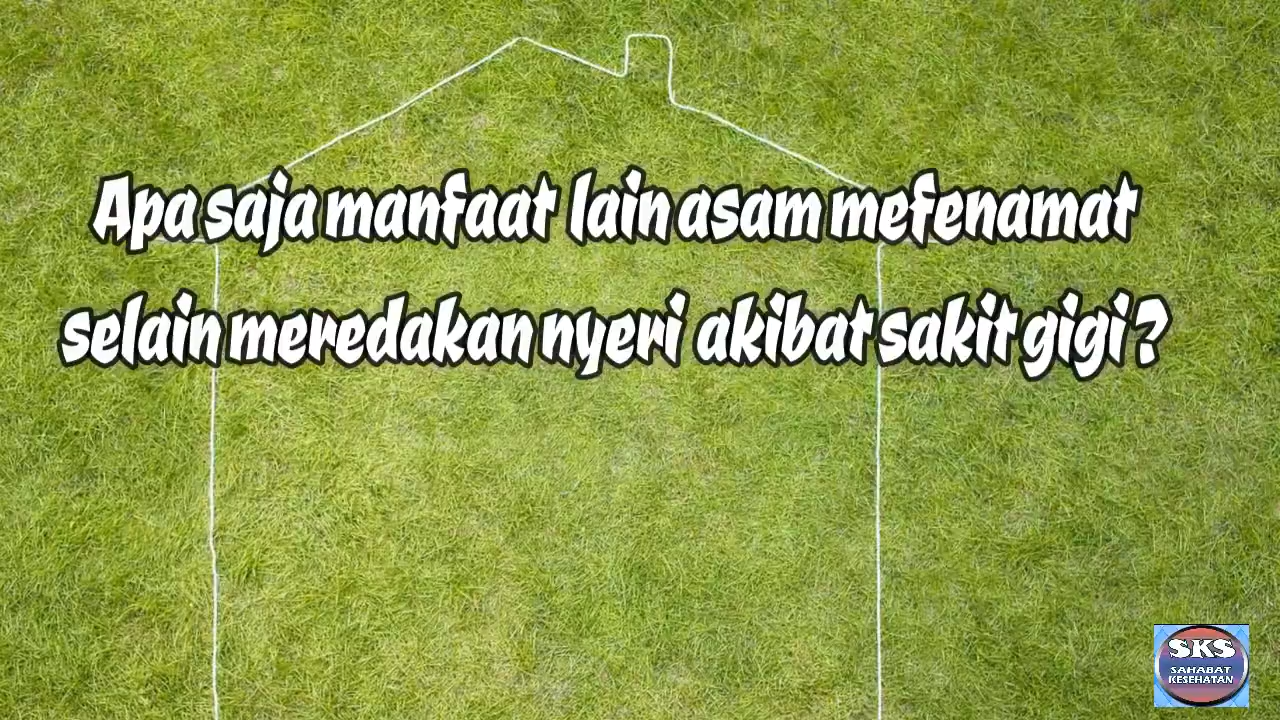 Apa saja manfaat lain asam mefenamat
selain meredakan nyeri akibat sakit gigi ?
SKS
SAHABAT
KESEHATAN